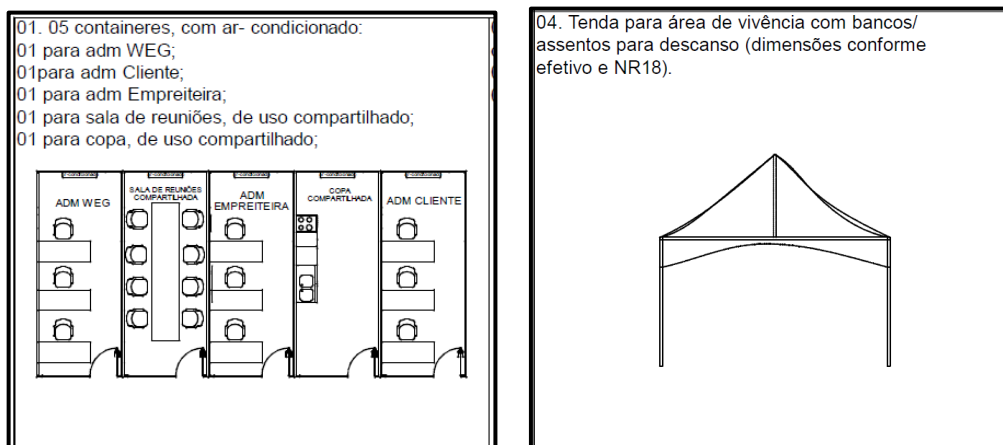 01. 05 containeres, com ar- condicionado:
01 para adm WEG;
01para adm Cliente;
01 para adm Empreiteira;
01 para sala de reuniões, de uso compartilhado;
01 para copa, de uso compartilhado;
ADM WEG
SALA DE REUNIÕES
COMPARTILHADA
ADM
EMPREITEIRA
COPA
COMPARTILHADA
ADM CLIENTE
04. Tenda para área de vivência com bancos/
assentos para descanso (dimensões conforme
efetivo e NR18).